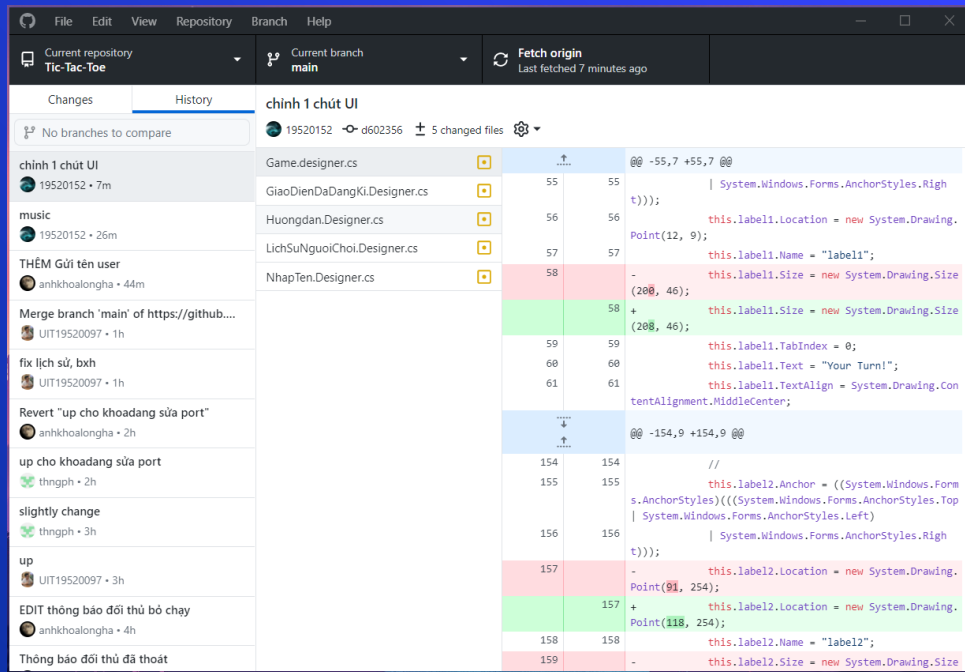 File Edit View Repository Branch Help
Current repository
Tic-Tac-Toe
Current branch
main
Fetch origin
Last fetched 7 minutes ago
Changes
History
No branches to compare
chỉnh 1 chút UI
19520152 • 7m
music
19520152 • 26m
THÊM Gửi tên user
anhkhoalongha • 44m
Merge branch 'main' of https://github....
UIT19520097 • 1h
fix lịch sử, bxh
UIT19520097 • 1h
Revert "up cho khoadang sửa port"
anhkhoalongha • 2h
up cho khoadang sửa port
thngph • 2h
slightly change
thngph • 3h
up
UIT19520097 • 3h
EDIT thông báo đối thủ bỏ chạy
anhkhoalongha • 4h
Thông báo đối thủ đã thoát
chỉnh 1 chút UI
19520152 d602356 5 changed files
Game.designer.cs
GiaoDienDaDangKi.Designer.cs
Huongdan.Designer.cs
LichSuNguoiChoi.Designer.cs
NhapTen.Designer.cs
@@ -55,7 +55,7 @@
55 55 | System.Windows.Forms.AnchorStyles.Righ
t)));
56 56 this.label1.Location = new System.Drawing.
Point(12, 9);
57 57 this.label1.Name = "label1";
58 - this.label1.Size = new System.Drawing.Size
(200, 46);
58 + this.label1.Size = new System.Drawing.Size
(208, 46);
59 59 this.label1.TabIndex = 0;
60 60 this.label1.Text = "Your Turn!";
61 61 this.label1.TextAlign = System.Drawing.Con
tentAlignment.MiddleCenter;
@@ -154,9 +154,9 @@
154 154 //
155 155 this.label2.Anchor = ((System.Windows.Form
s.AnchorStyles)(((System.Windows.Forms.AnchorStyles.Top
| System.Windows.Forms.AnchorStyles.Left)
156 156 | System.Windows.Forms.AnchorStyles.Righ
t)));
157 - this.label2.Location = new System.Drawing.
Point(91, 254);
157 + this.label2.Location = new System.Drawing.
Point(118, 254);
158 158 this.label2.Name = "label2";
159 - this.label2.Size = new System.Drawing.Size